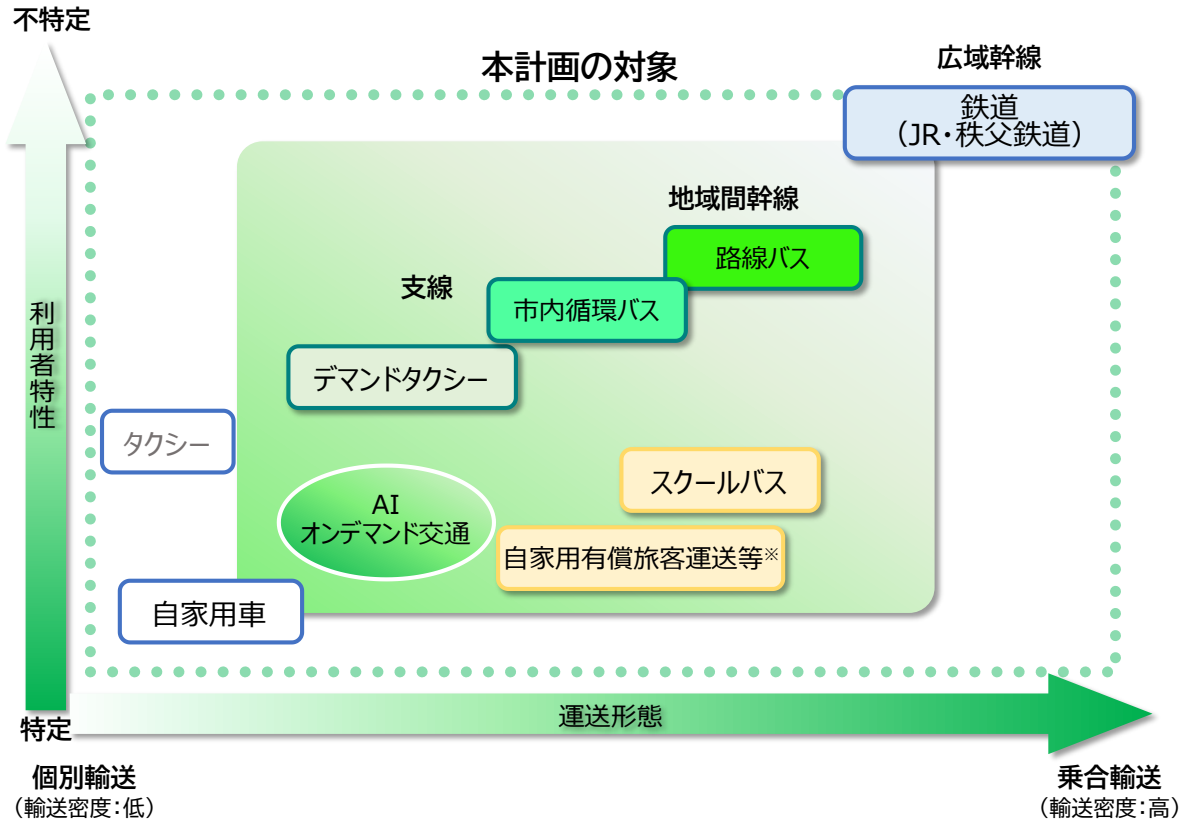 不特定
本計画の対象
広域幹線
鉄道
（JR・秩父鉄道）
地域間幹線
路線バス
支線
市内循環バス
デマンドタクシー
利用者特性
タクシー
スクールバス
AI
オンデマンド交通
自家用有償旅客運送等※
自家用車
特定
運送形態
個別輸送
（輸送密度：低）
乗合輸送
（輸送密度：高）